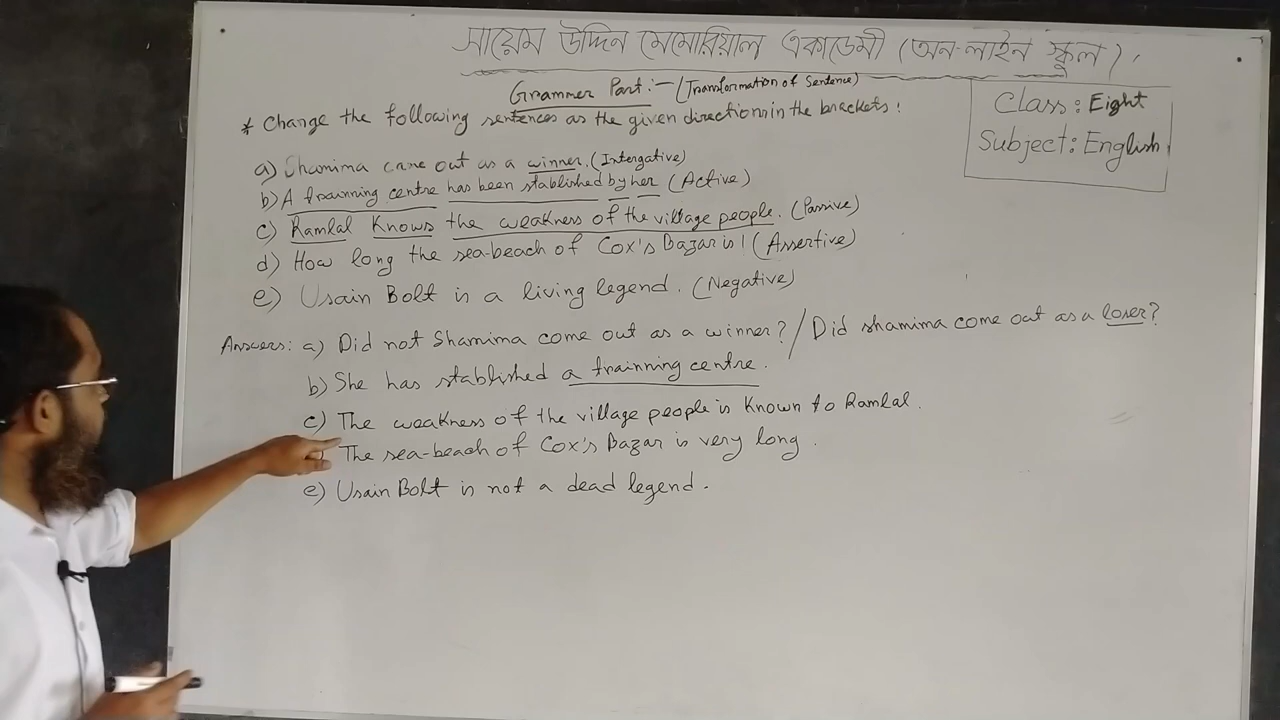 সায়েম উদ্দিন মেমোরিয়াল একাডেমী (অন-লাইন স্কুল)।
Grammer Part:- (Transformation of Sentence)
Class: Eight
Subject: English
* Change the following sentences as the given directions in the brackets:
a) Shamima came out as a winner. (Intergative)
b) A trainning centre has been stablished by her (Active)
c) Ramlal Knows the weakness of the village people. (Passive)
d) How long the sea-beach of Cox's Bazar is! (Assertive)
e) Usain Bolt is a living legend. (Negative)
Answers: a) Did not Shamima come out as a winner? / Did shamima come out as a loser?
b) She has stablished a trainning centre.
c) The weakness of the village people is Known to Ramlal.
The sea-beach of Cox's Bazar is very long.
e) Usain Bolt is not a dead legend.